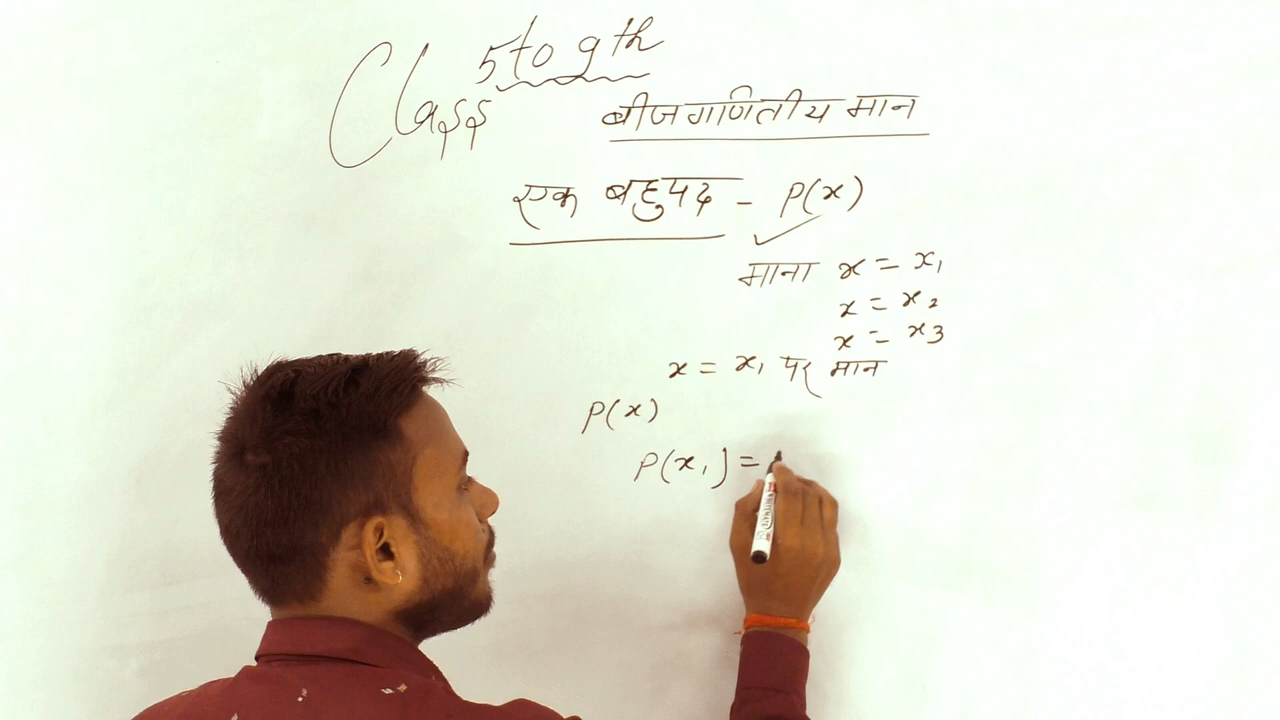 Class 5 to 9th
बीजगणितीय मान
एक बहुपद - P(x)
माना x = x₁
x = x₂
x = x₃
x = x₁ पर मान
P(x)
P(x₁) =